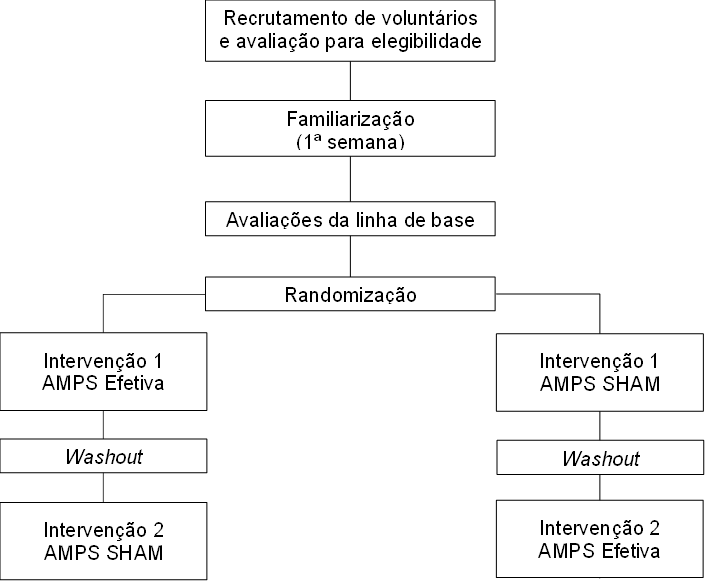 Recrutamento de voluntários
e avaliação para elegibilidade
Familiarização
(1ª semana)
Avaliações da linha de base
Randomização
Intervenção 1
AMPS Efetiva
Washout
Intervenção 2
AMPS SHAM
Intervenção 1
AMPS SHAM
Washout
Intervenção 2
AMPS Efetiva